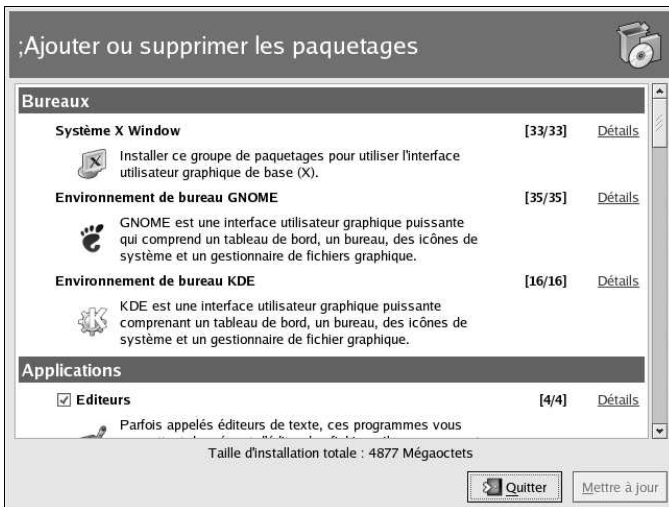 ;Ajouter ou supprimer les paquetages
Bureaux
Système X Window [33/33] Détails
Installer ce groupe de paquetages pour utiliser l'interface
utilisateur graphique de base (X).
Environnement de bureau GNOME [35/35] Détails
GNOME est une interface utilisateur graphique puissante
qui comprend un tableau de bord, un bureau, des icônes de
système et un gestionnaire de fichiers graphique.
Environnement de bureau KDE [16/16] Détails
KDE est une interface utilisateur graphique puissante
comprenant un tableau de bord, un bureau, des icônes de
système et un gestionnaire de fichier graphique.
Applications
Editeurs [4/4] Détails
Parfois appelés éditeurs de texte, ces programmes vous
Taille d'installation totale : 4877 Mégaoctets
Quitter Mettre à jour